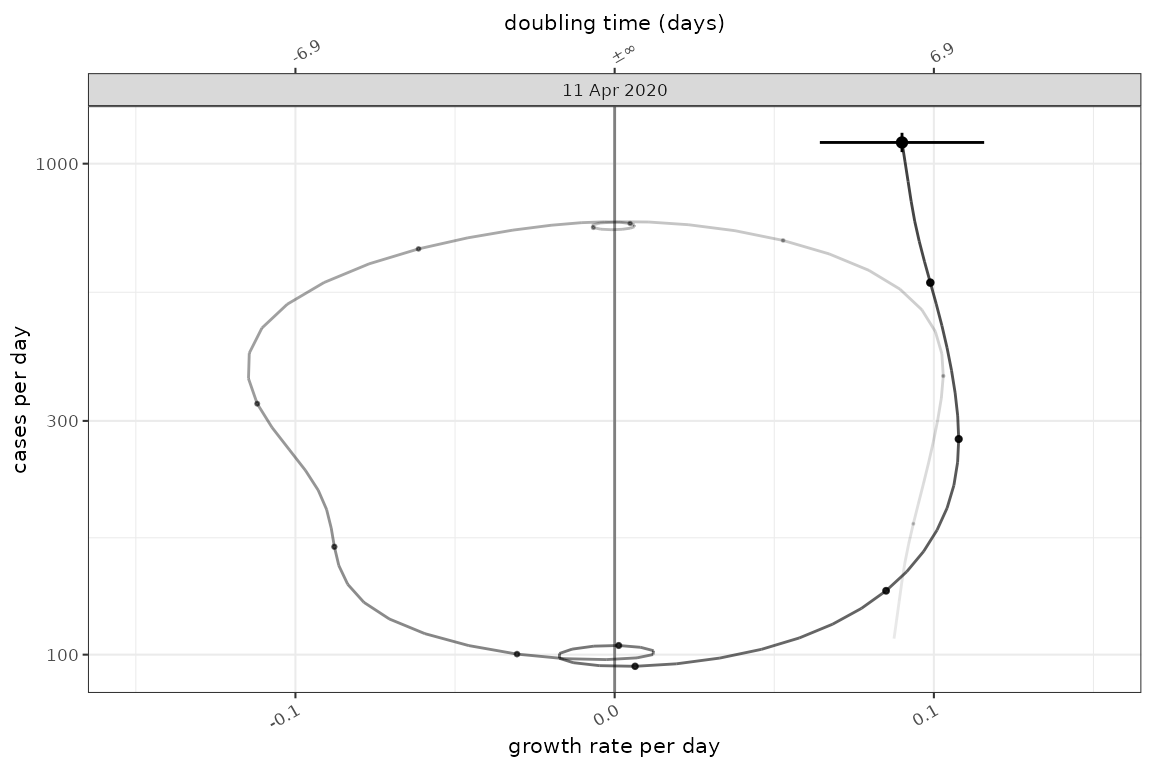 doubling time (days)
-6.9
±∞
6.9
11 Apr 2020
cases per day
1000
300
100
-0.1
0.0
0.1
growth rate per day